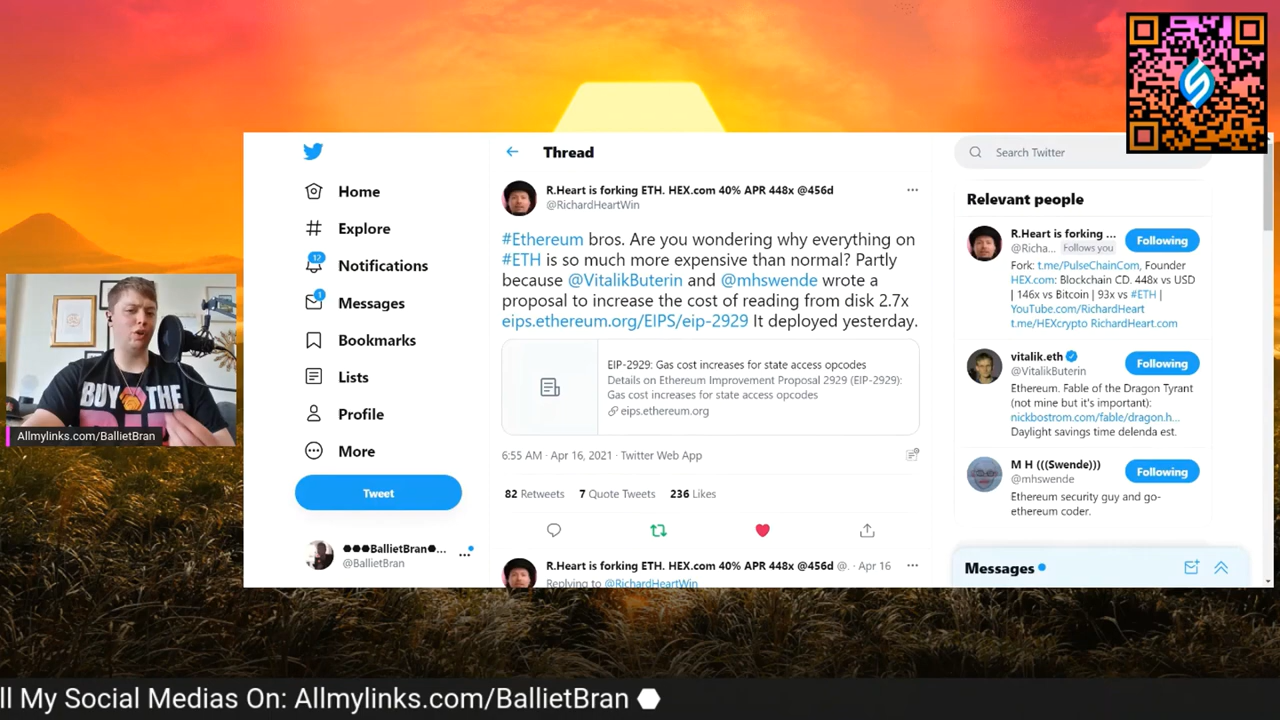 Thread
Search Twitter
Home
Explore
12
Notifications
1
Messages
Bookmarks
Lists
Profile
More
Tweet
●●●BallietBran●...
@BallietBran
R.Heart is forking ETH. HEX.com 40% APR 448x @456d
@RichardHeartWin
#Ethereum bros. Are you wondering why everything on
#ETH is so much more expensive than normal? Partly
because @VitalikButerin and @mhswende wrote a
proposal to increase the cost of reading from disk 2.7x
eips.ethereum.org/EIPS/eip-2929 It deployed yesterday.
EIP-2929: Gas cost increases for state access opcodes
Details on Ethereum Improvement Proposal 2929 (EIP-2929):
Gas cost increases for state access opcodes
eips.ethereum.org
6:55 AM · Apr 16, 2021 · Twitter Web App
82 Retweets 7 Quote Tweets 236 Likes
R.Heart is forking ETH. HEX.com 40% APR 448x @456d @. · Apr 16
Replying to @RichardHeartWin
Relevant people
R.Heart is forking ...
@Richa... Follows you
Following
Fork: t.me/PulseChainCom, Founder
HEX.com: Blockchain CD. 448x vs USD
| 146x vs Bitcoin | 93x vs #ETH |
YouTube.com/RichardHeart
t.me/HEXcrypto RichardHeart.com
vitalik.eth
@VitalikButerin
Following
Ethereum. Fable of the Dragon Tyrant
(not mine but it's important):
nickbostrom.com/fable/dragon.h...
Daylight savings time delenda est.
M H (((Swende)))
@mhswende
Following
Ethereum security guy and go-
ethereum coder.
Messages
BUY THE
Allmylinks.com/BallietBran
ll My Social Medias On: Allmylinks.com/BallietBran